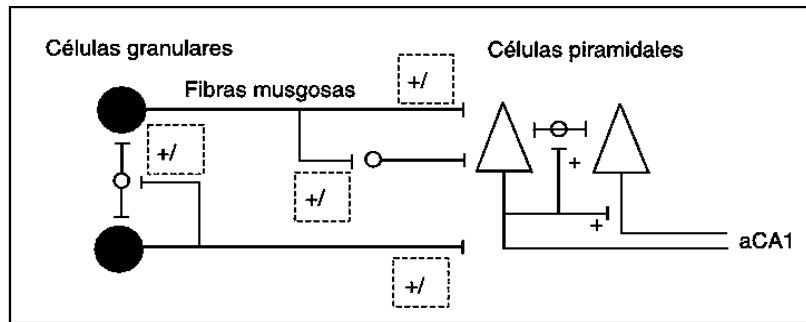 Células granulares
Células piramidales
Fibras musgosas
+/
+/
+/
+
+
aCA1
+/